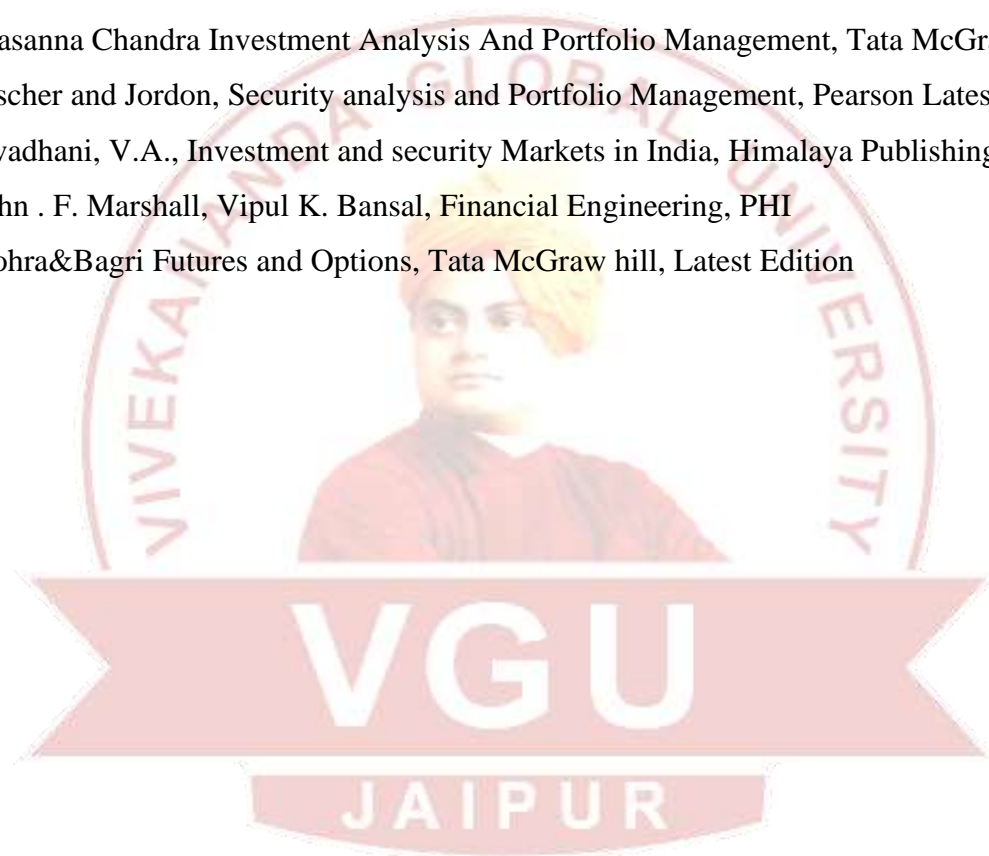 asanna Chandra Investment Analysis And Portfolio Management, Tata McGra
scher and Jordon, Security analysis and Portfolio Management, Pearson Lates
yadhani, V.A., Investment and security Markets in India, Himalaya Publishing
hn . F. Marshall, Vipul K. Bansal, Financial Engineering, PHI
ohra&Bagri Futures and Options, Tata McGraw hill, Latest Edition
VIVEKANANDA GLOBAL UNIVERSITY
VGU
JAIPUR